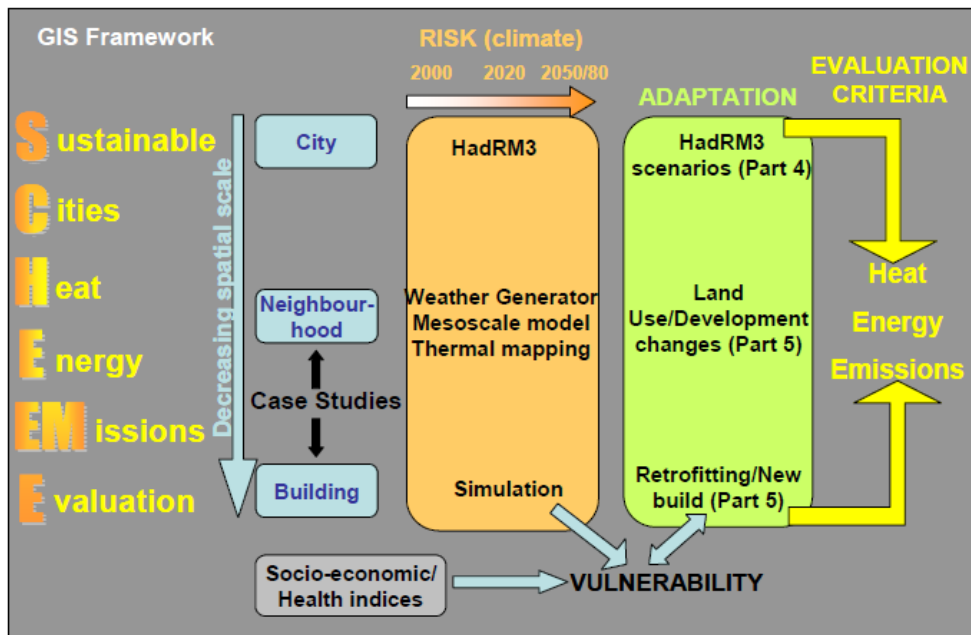 GIS Framework
RISK (climate)
2000 2020 2050/80
EVALUATION
CRITERIA
ADAPTATION
Sustainable
Cities
Heat
Energy
EMissions
Evaluation
Decreasing spatial scale
City
Neighbour-
hood
Case Studies
Building
HadRM3
Weather Generator
Mesoscale model
Thermal mapping
Simulation
HadRM3
scenarios (Part 4)
Land
Use/Development
changes (Part 5)
Retrofitting/New
build (Part 5)
Heat
Energy
Emissions
Socio-economic/
Health indices
VULNERABILITY